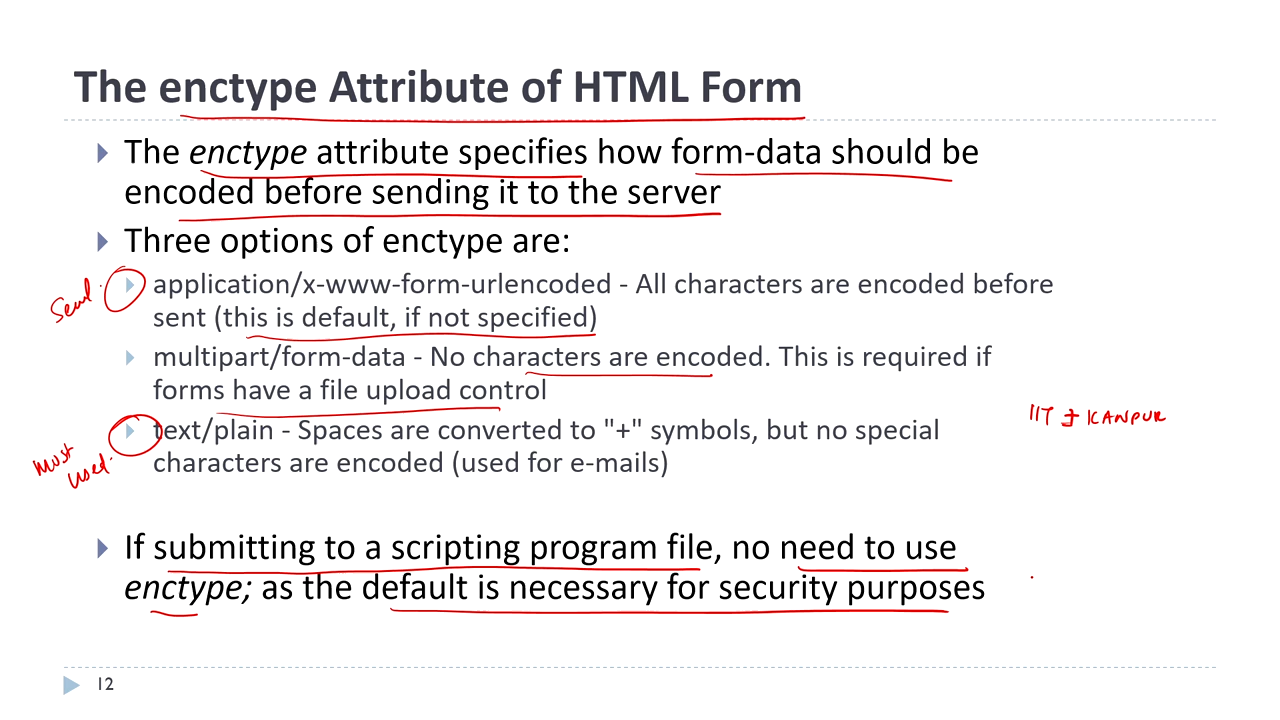 The enctype Attribute of HTML Form
The enctype attribute specifies how form-data should be
encoded before sending it to the server
Three options of enctype are:
application/x-www-form-urlencoded - All characters are encoded before
sent (this is default, if not specified)
multipart/form-data - No characters are encoded. This is required if
forms have a file upload control
text/plain - Spaces are converted to "+" symbols, but no special
characters are encoded (used for e-mails)
If submitting to a scripting program file, no need to use
enctype; as the default is necessary for security purposes
Most
used.
IIT + KANPUR
12